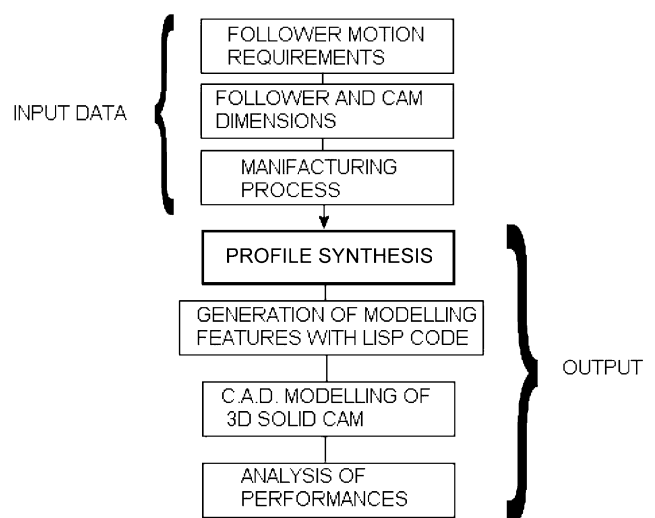 FOLLOWER MOTION
REQUIREMENTS
INPUT DATA
FOLLOWER AND CAM
DIMENSIONS
MANIFACTURING
PROCESS
PROFILE SYNTHESIS
GENERATION OF MODELLING
FEATURES WITH LISP CODE
OUTPUT
C.A.D. MODELLING OF
3D SOLID CAM
ANALYSIS OF
PERFORMANCES